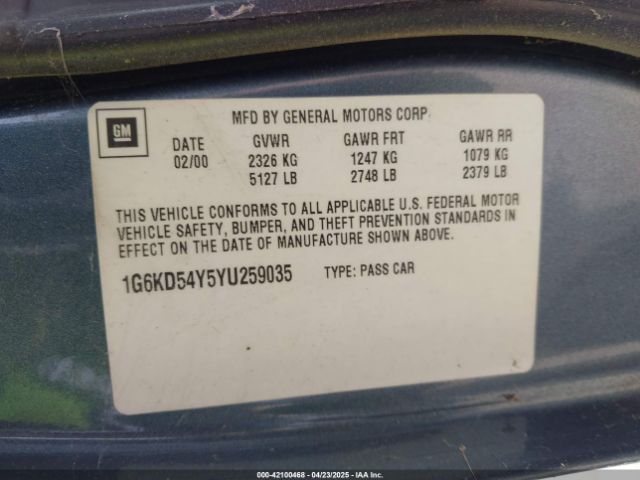 GM
MFD BY GENERAL MOTORS CORP.
DATE GVWR GAWR FRT GAWR RR
02/00 2326 KG 1247 KG 1079 KG
5127 LB 2748 LB 2379 LB
THIS VEHICLE CONFORMS TO ALL APPLICABLE U.S. FEDERAL MOTOR
VEHICLE SAFETY, BUMPER, AND THEFT PREVENTION STANDARDS IN
EFFECT ON THE DATE OF MANUFACTURE SHOWN ABOVE.
1G6KD54Y5YU259035 TYPE: PASS CAR
000-42100468 - 04/23/2025 - COPART